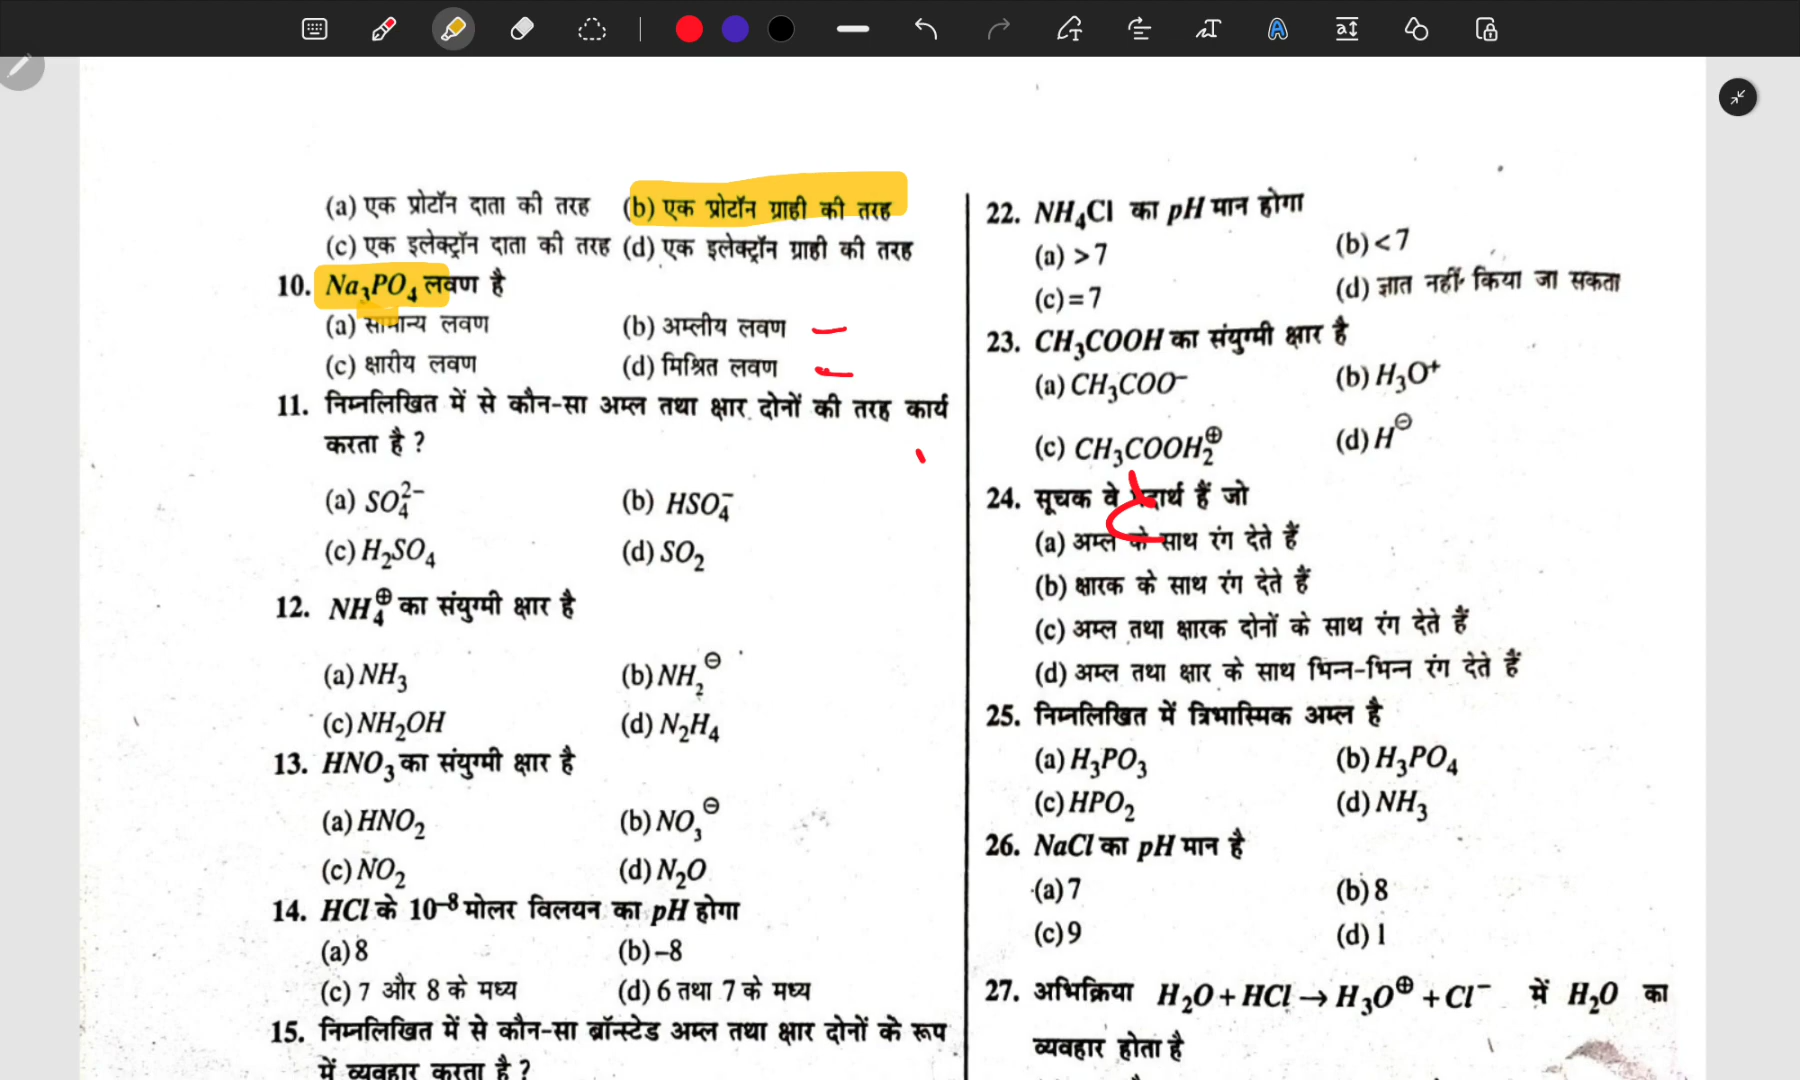 (a) एक प्रोटॉन दाता की तरह (b) एक प्रोटॉन ग्राही की तरह
(c) एक इलेक्ट्रॉन दाता की तरह (d) एक इलेक्ट्रॉन ग्राही की तरह
10. Na₃PO₄ लवण है
(a) सामान्य लवण (b) अम्लीय लवण
(c) क्षारीय लवण (d) मिश्रित लवण
11. निम्नलिखित में से कौन-सा अम्ल तथा क्षार दोनों की तरह कार्य
करता है ?
(a) SO₄²⁻ (b) HSO₄⁻
(c) H₂SO₄ (d) SO₂
12. NH₄⊕ का संयुग्मी क्षार है
(a) NH₃ (b) NH₂⊖
(c) NH₂OH (d) N₂H₄
13. HNO₃ का संयुग्मी क्षार है
(a) HNO₂ (b) NO₃⊖
(c) NO₂ (d) N₂O
14. HCl के 10⁻⁸ मोलर विलयन का pH होगा
(a) 8 (b) –8
(c) 7 और 8 के मध्य (d) 6 तथा 7 के मध्य
15. निम्नलिखित में से कौन-सा ब्रॉन्स्टेड अम्ल तथा क्षार दोनों के रूप
में व्यवहार करता है ?
22. NH₄Cl का pH मान होगा
(a) > 7 (b) < 7
(c) = 7 (d) ज्ञात नहीं किया जा सकता
23. CH₃COOH का संयुग्मी क्षार है
(a) CH₃COO⁻ (b) H₃O⁺
(c) CH₃COOH₂⊕ (d) H⊖
24. सूचक वे पदार्थ हैं जो
(a) अम्ल के साथ रंग देते हैं
(b) क्षारक के साथ रंग देते हैं
(c) अम्ल तथा क्षारक दोनों के साथ रंग देते हैं
(d) अम्ल तथा क्षार के साथ भिन्न-भिन्न रंग देते हैं
25. निम्नलिखित में त्रिभास्मिक अम्ल है
(a) H₃PO₃ (b) H₃PO₄
(c) HPO₂ (d) NH₃
26. NaCl का pH मान है
(a) 7 (b) 8
(c) 9 (d) 1
27. अभिक्रिया H₂O + HCl → H₃O⊕ + Cl⁻ में H₂O का
व्यवहार होता है